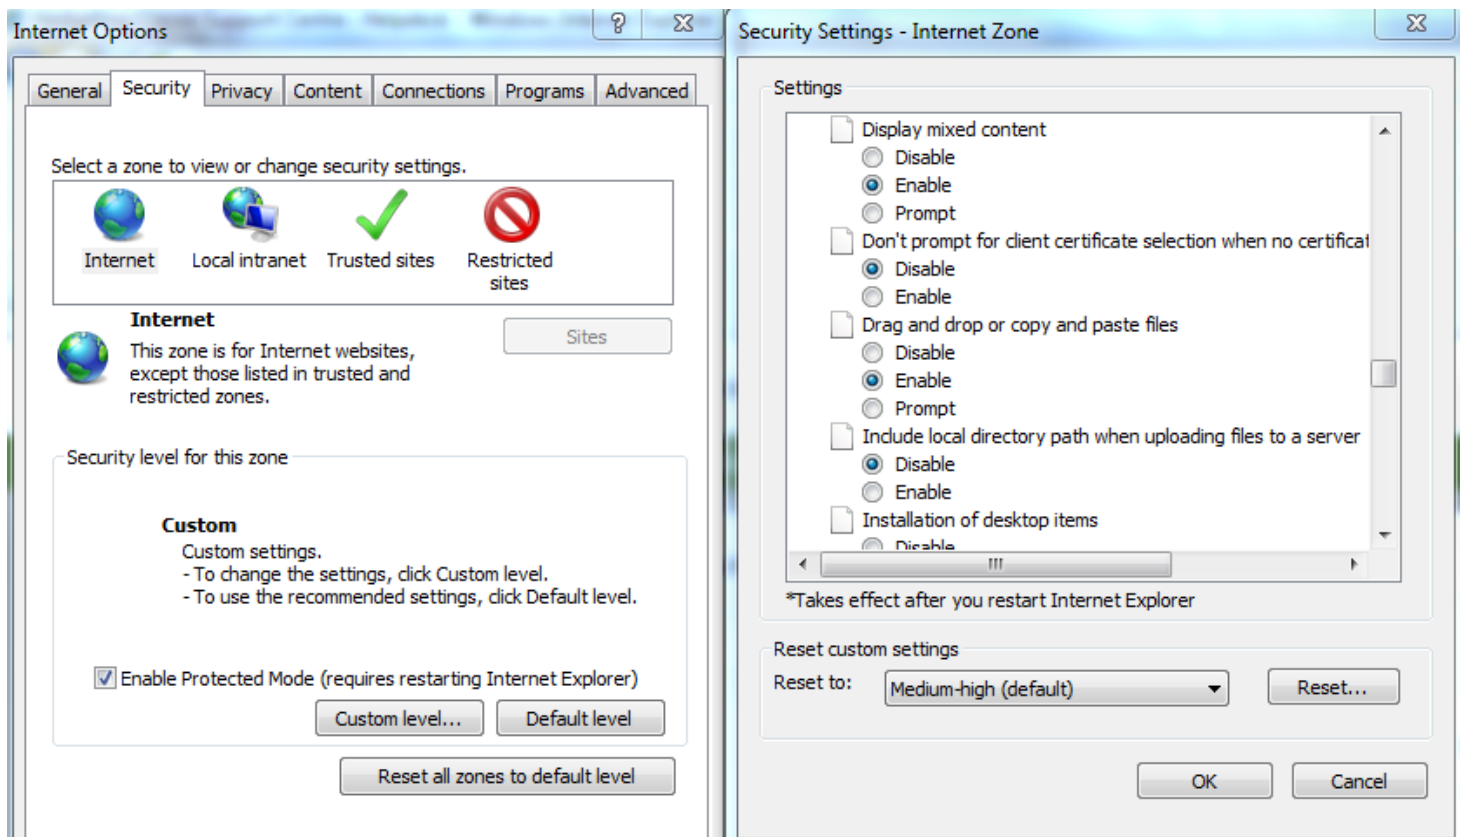 Internet Options
General Security Privacy Content Connections Programs Advanced
Select a zone to view or change security settings.
Internet
Local intranet
Trusted sites
Restricted
sites
Internet
Sites
This zone is for Internet websites,
except those listed in trusted and
restricted zones.
Security level for this zone
Custom
Custom settings.
- To change the settings, click Custom level.
- To use the recommended settings, click Default level.
Enable Protected Mode (requires restarting Internet Explorer)
Custom level...
Default level
Reset all zones to default level
Security Settings - Internet Zone
Settings
Display mixed content
Disable
Enable
Prompt
Don't prompt for client certificate selection when no certificat
Disable
Enable
Drag and drop or copy and paste files
Disable
Enable
Prompt
Include local directory path when uploading files to a server
Disable
Enable
Installation of desktop items
Disable
*Takes effect after you restart Internet Explorer
Reset custom settings
Reset to:
Medium-high (default)
Reset...
OK
Cancel